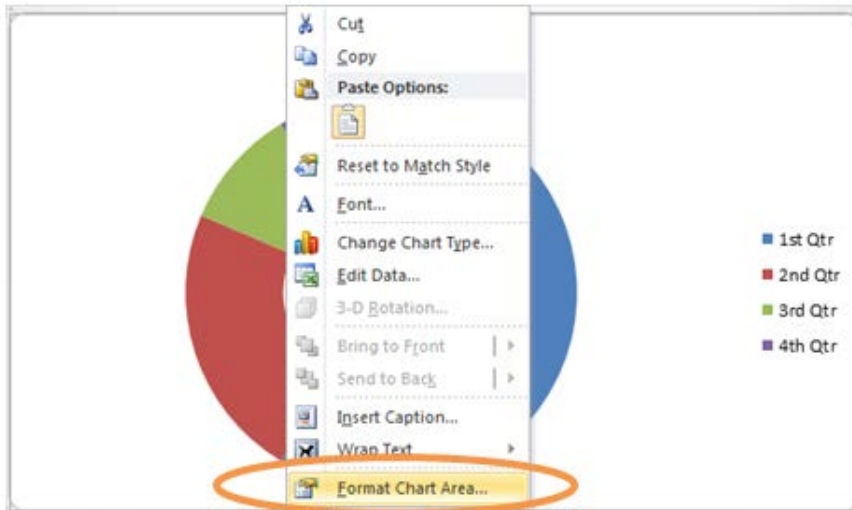 Cut
Copy
Paste Options:
Reset to Match Style
Font...
Change Chart Type...
Edit Data...
3-D Rotation...
Bring to Front
Send to Back
Insert Caption...
Wrap Text
Format Chart Area...
1st Qtr
2nd Qtr
3rd Qtr
4th Qtr